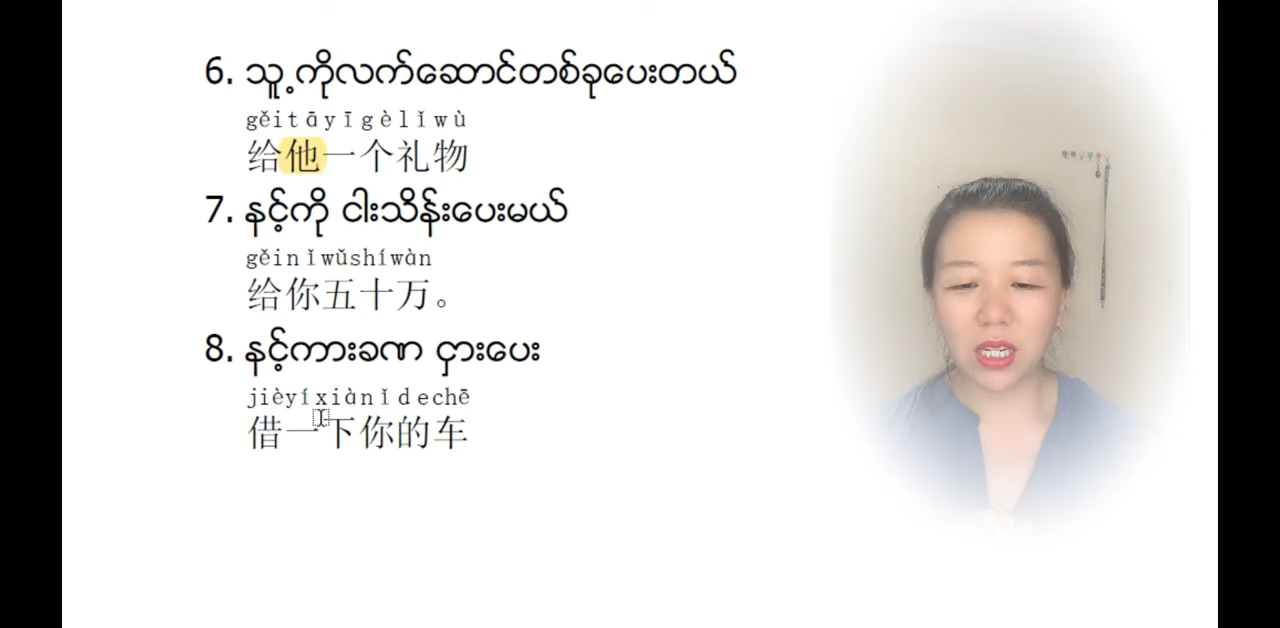 6. သူ့ကိုလက်ဆောင်တစ်ခုပေးတယ်
gěitāyīgèlǐwù
给他一个礼物
7. နင့်ကို ငါးသိန်းပေးမယ်
gěinǐwǔshíwàn
给你五十万。
8. နင့်ကားခဏ ငှားပေး
jièyíxiànǐdechē
借一下你的车